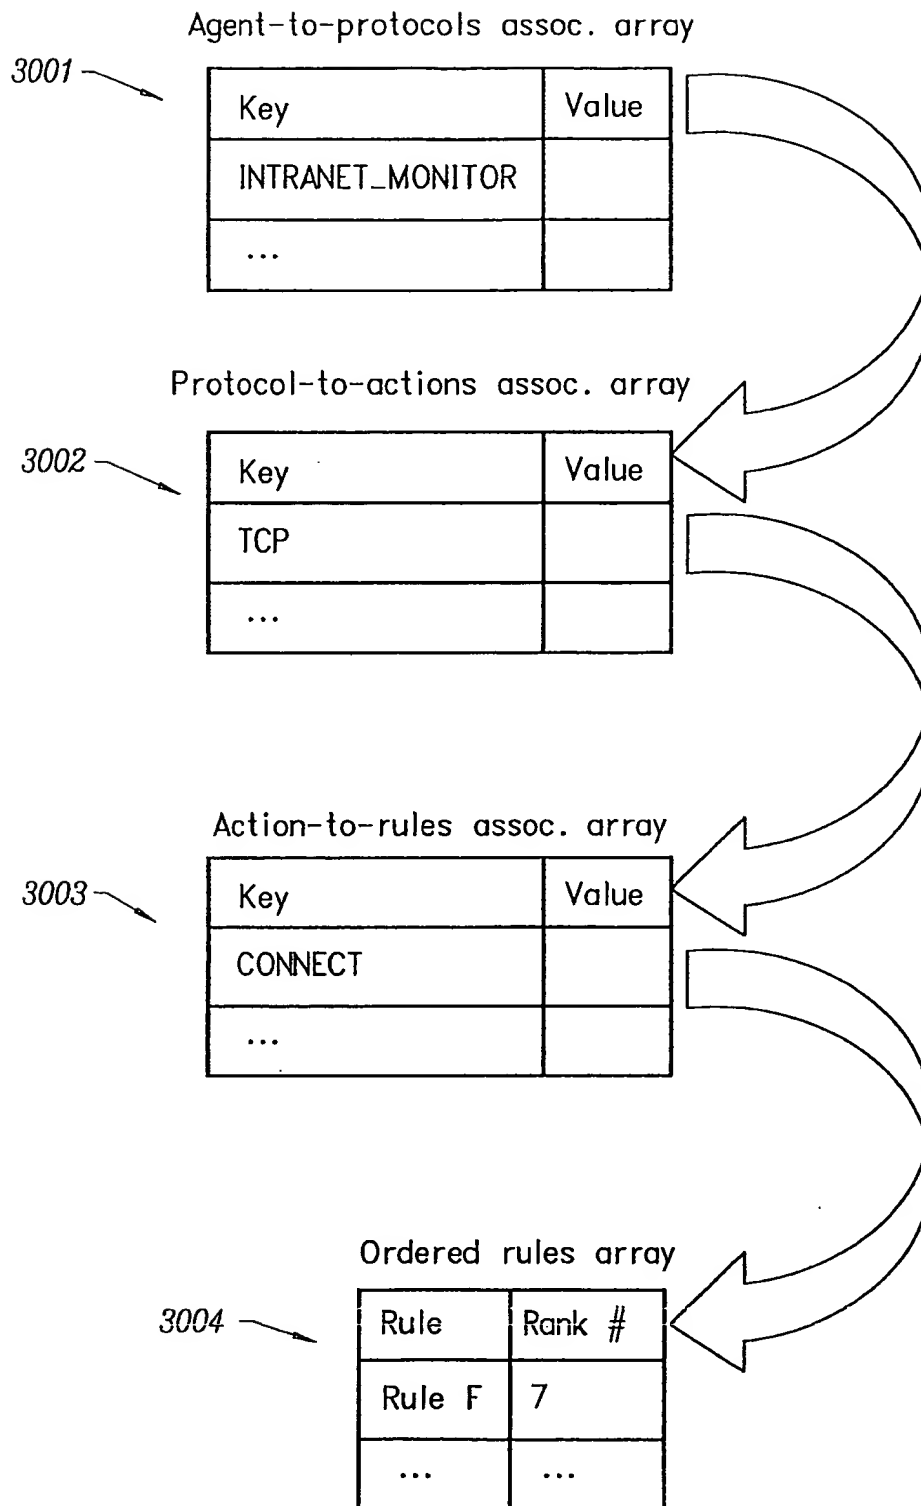 Agent-to-protocols assoc. array
3001
Key Value
INTRANET_MONITOR
...
Protocol-to-actions assoc. array
3002
Key Value
TCP
...
Action-to-rules assoc. array
3003
Key Value
CONNECT
...
Ordered rules array
3004
Rule Rank #
Rule F 7
... ...